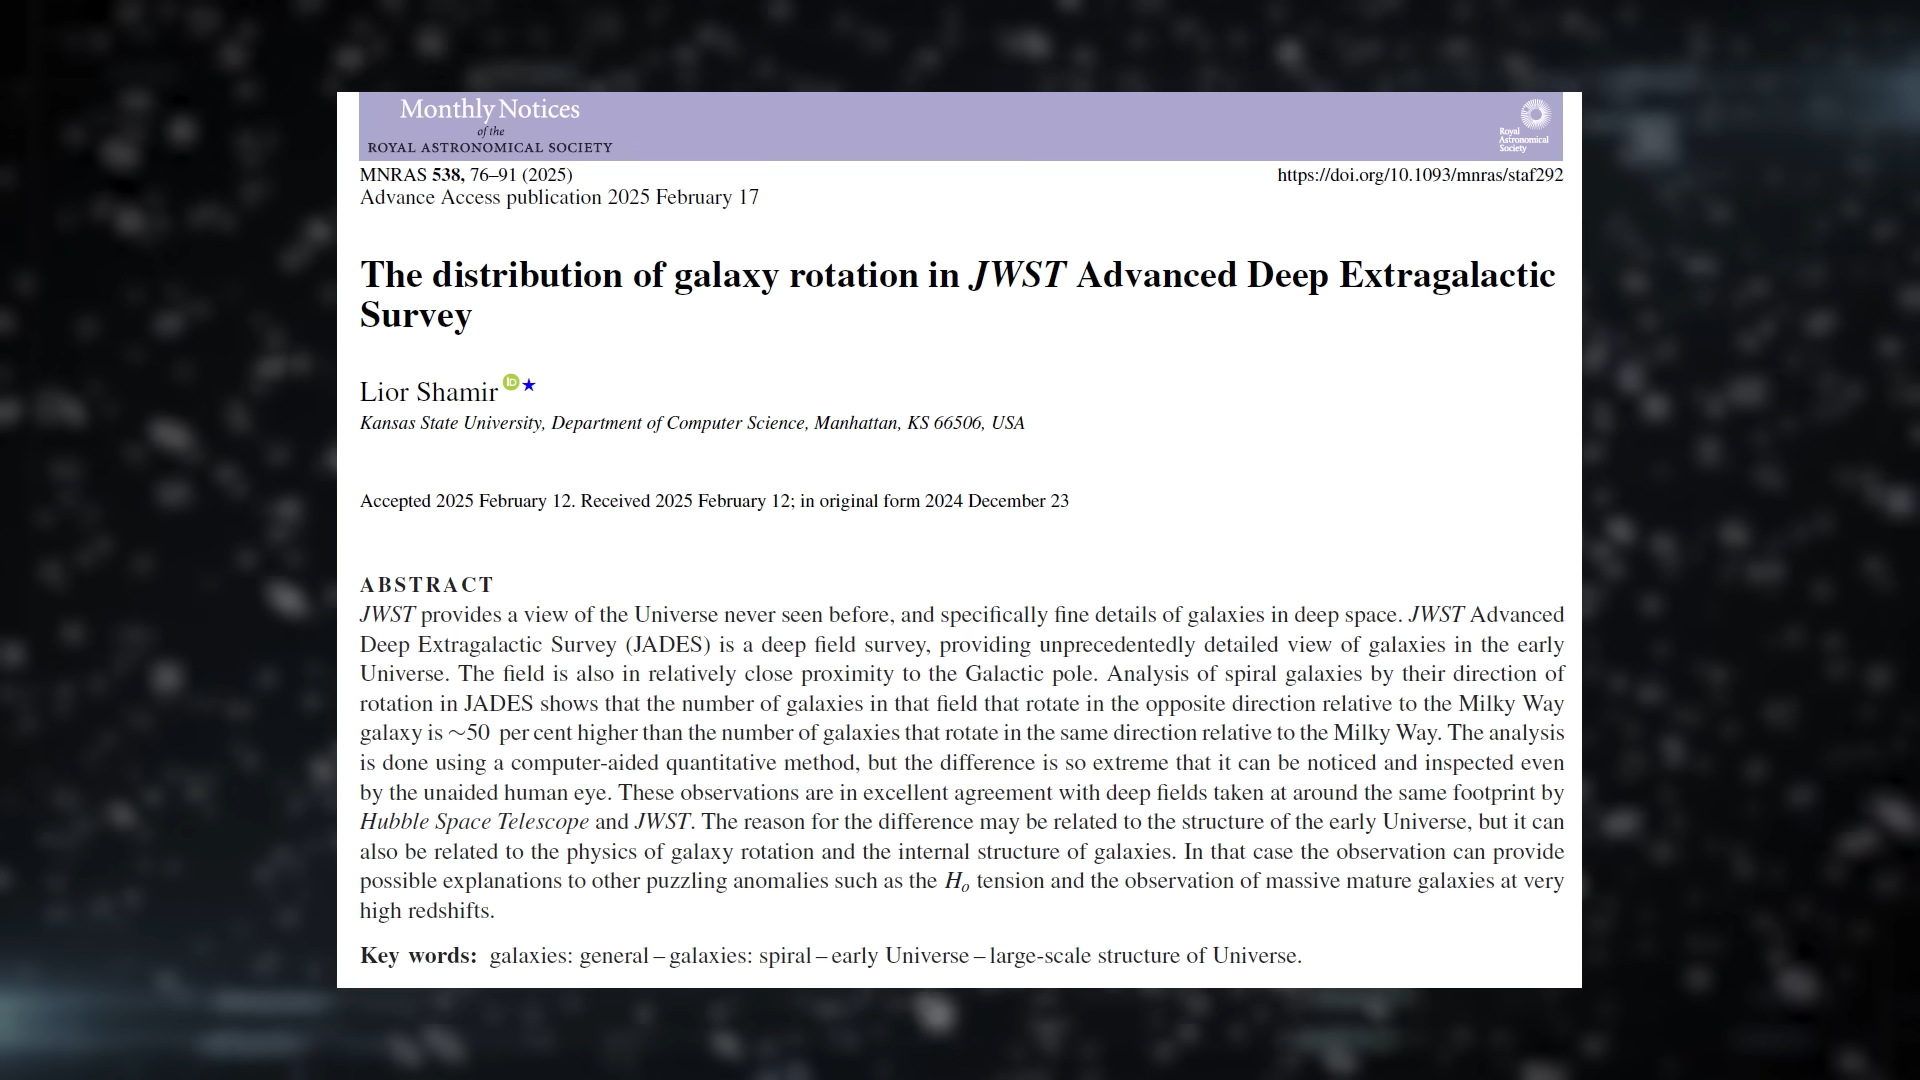 Monthly Notices
of the
ROYAL ASTRONOMICAL SOCIETY
Royal
Astronomical
Society
MNRAS 538, 76–91 (2025)
https://doi.org/10.1093/mnras/staf292
Advance Access publication 2025 February 17
The distribution of galaxy rotation in JWST Advanced Deep Extragalactic
Survey
Lior Shamir iD ★
Kansas State University, Department of Computer Science, Manhattan, KS 66506, USA
Accepted 2025 February 12. Received 2025 February 12; in original form 2024 December 23
ABSTRACT
JWST provides a view of the Universe never seen before, and specifically fine details of galaxies in deep space. JWST Advanced
Deep Extragalactic Survey (JADES) is a deep field survey, providing unprecedentedly detailed view of galaxies in the early
Universe. The field is also in relatively close proximity to the Galactic pole. Analysis of spiral galaxies by their direction of
rotation in JADES shows that the number of galaxies in that field that rotate in the opposite direction relative to the Milky Way
galaxy is ~50 per cent higher than the number of galaxies that rotate in the same direction relative to the Milky Way. The analysis
is done using a computer-aided quantitative method, but the difference is so extreme that it can be noticed and inspected even
by the unaided human eye. These observations are in excellent agreement with deep fields taken at around the same footprint by
Hubble Space Telescope and JWST. The reason for the difference may be related to the structure of the early Universe, but it can
also be related to the physics of galaxy rotation and the internal structure of galaxies. In that case the observation can provide
possible explanations to other puzzling anomalies such as the Ho tension and the observation of massive mature galaxies at very
high redshifts.
Key words: galaxies: general – galaxies: spiral – early Universe – large-scale structure of Universe.